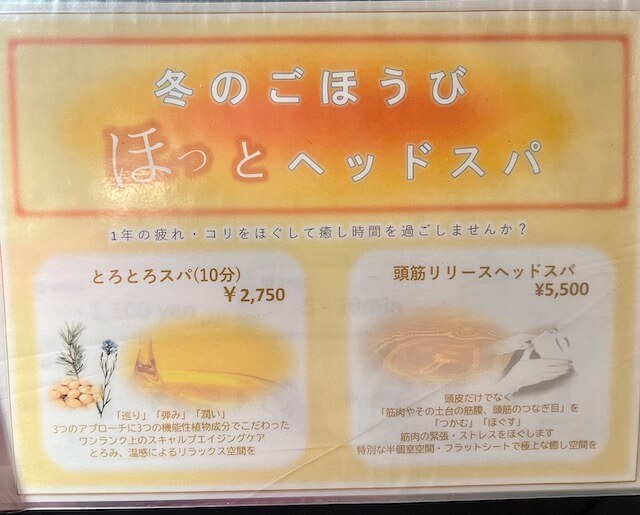 冬のごほうび
ほっとヘッドスパ
1年の疲れ・コリをほぐして癒し時間を過ごしませんか？
とろとろスパ(10分)
￥2,750
「巡り」「弾み」「潤い」
3つのアプローチに3つの機能性植物成分でこだわった
ワンランク上のスキャルプエイジングケア
とろみ、温感によるリラックス空間を
頭筋リリースヘッドスパ
¥5,500
頭皮だけでなく
「筋肉やその土台の筋膜、頭筋のつなぎ目」を
「つかむ」「ほぐす」
筋肉の緊張・ストレスをほぐします
特別な半個室空間・フラットシートで極上な癒し空間を